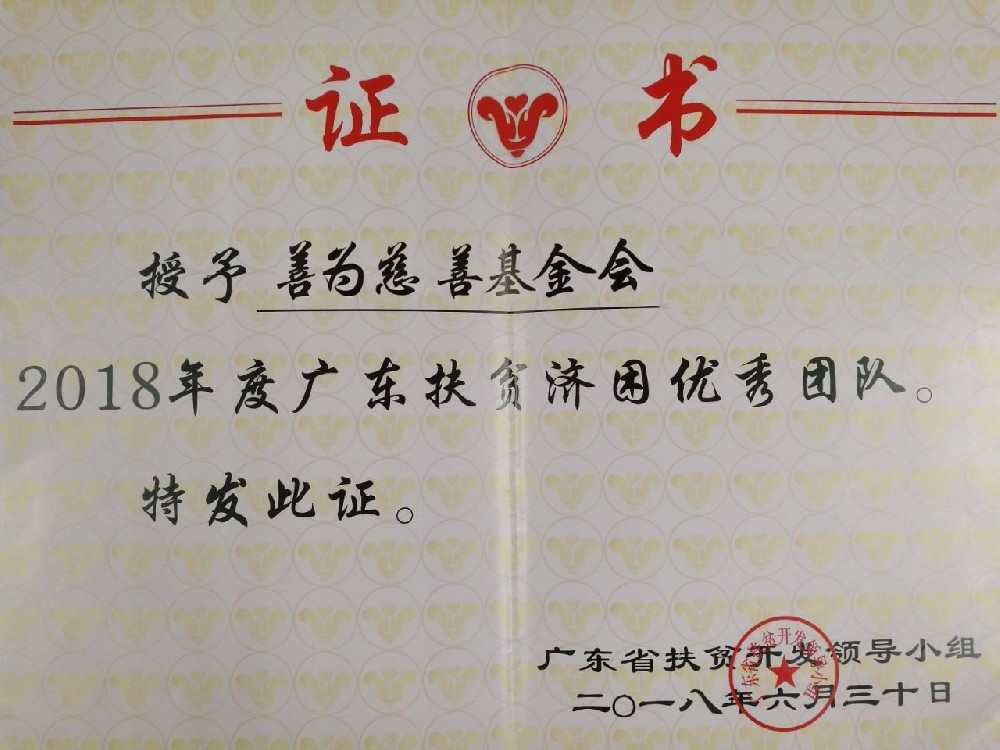 证书
授予 善为慈善基金会
2018年度广东扶贫济困优秀团队。
特发此证。
广东省扶贫开发领导小组
二〇一八年六月三十日